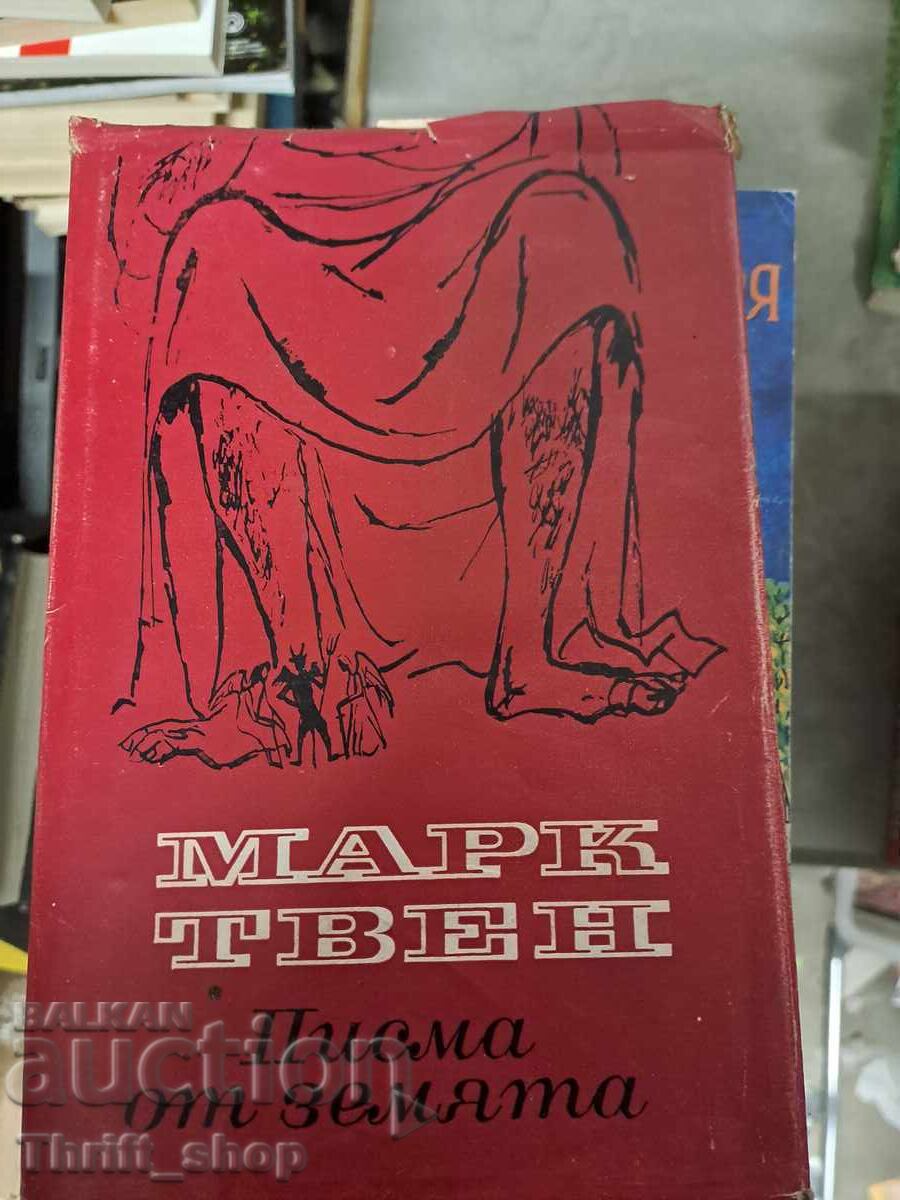 Я
МАРК
ТВЕН
Писма
от земята
BALKAN
auction
Thrift_shop